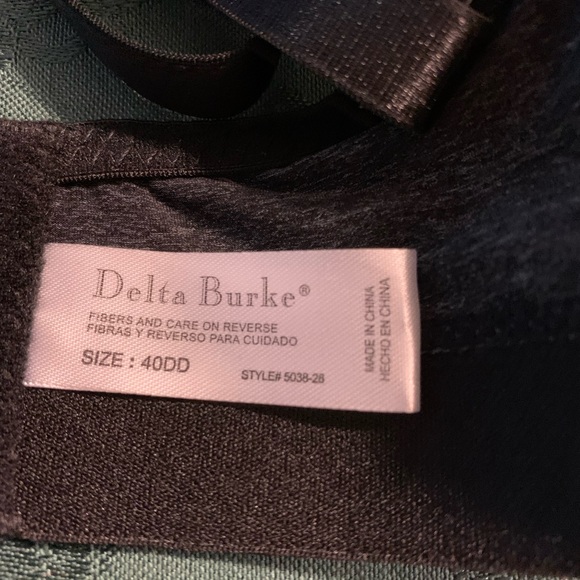 Delta Burke®
FIBERS AND CARE ON REVERSE
FIBRAS Y REVERSO PARA CUIDADO
SIZE : 40DD
STYLE# 5038-28
MADE IN CHINA
HECHO EN CHINA